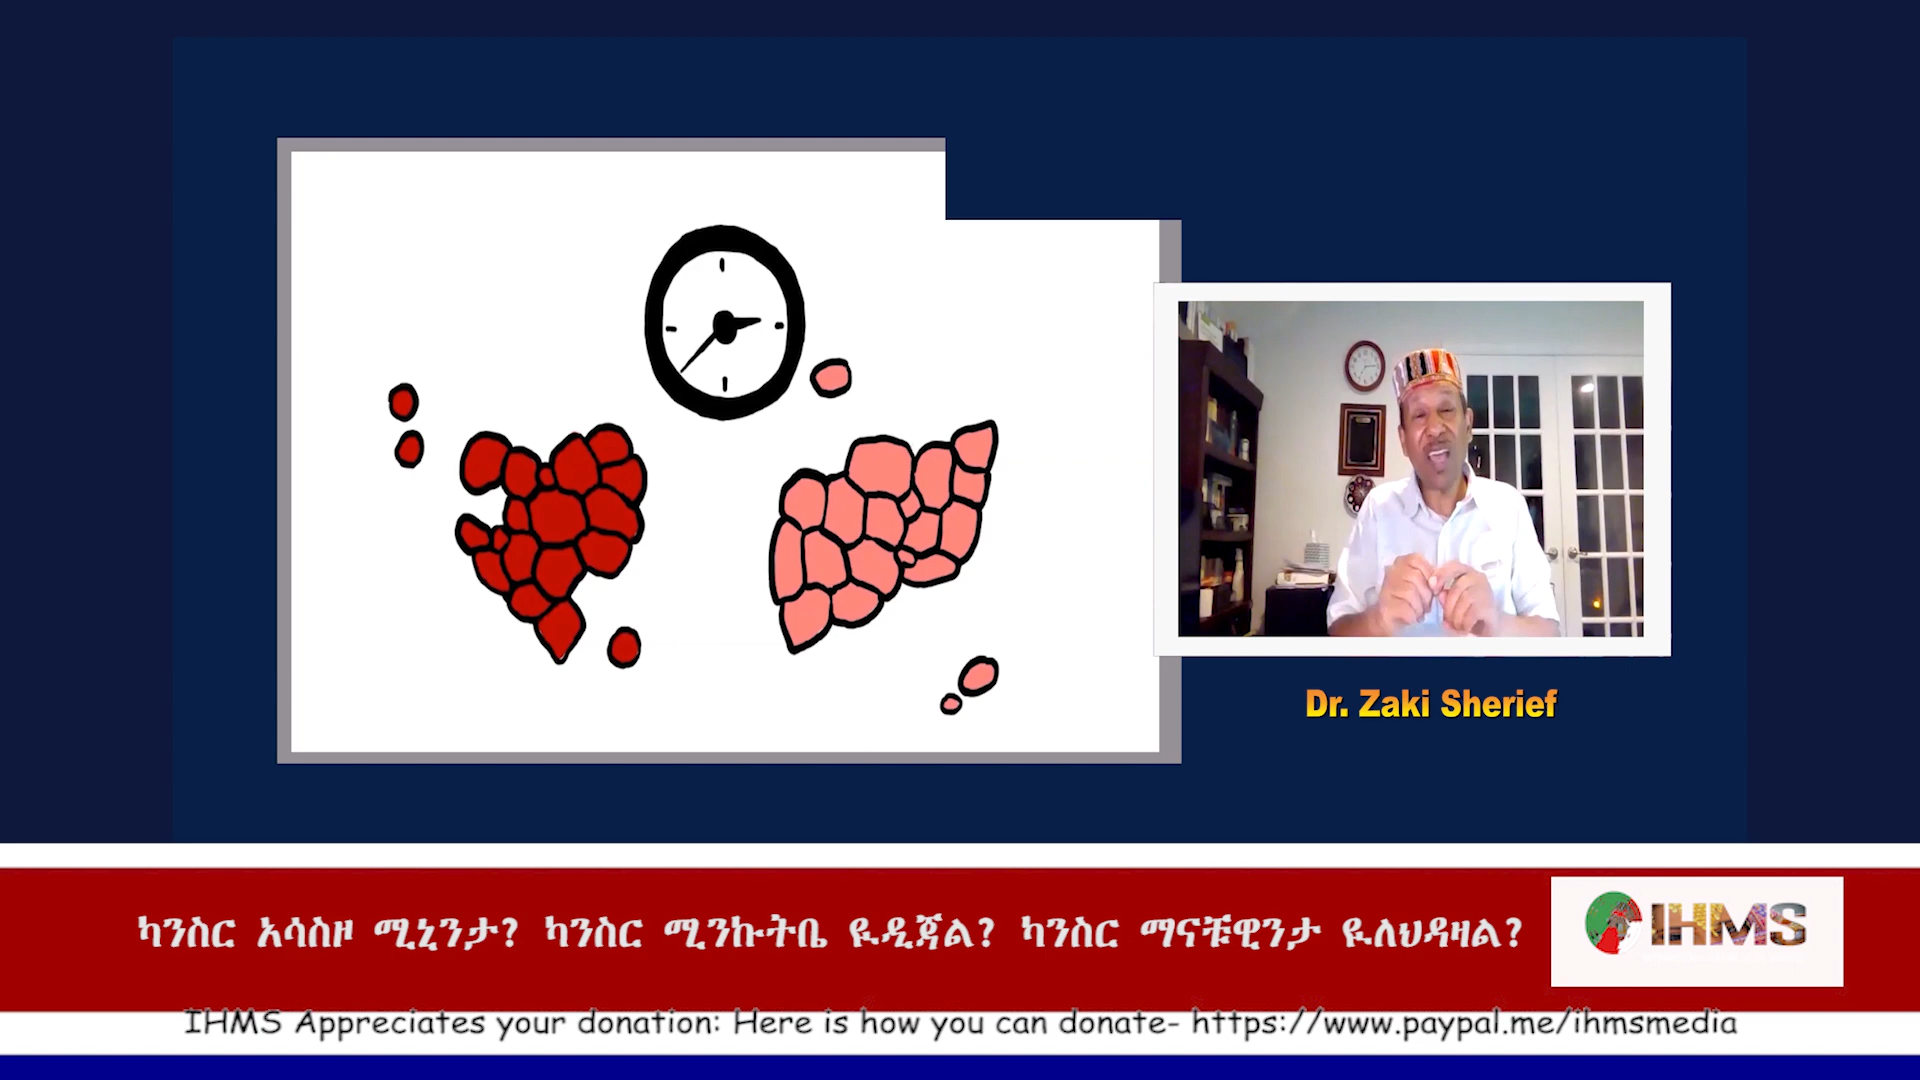 Dr. Zaki Sherief
ካንስር አሳስዞ ሚኒንታ? ካንስር ሚንኩትቤ ዪዲጃል? ካንስር ማናቹዊንታ ዪለህዳዛል?
IHMS
IHMS Appreciates your donation: Here is how you can donate- https://www.paypal.me/ihmsmedia